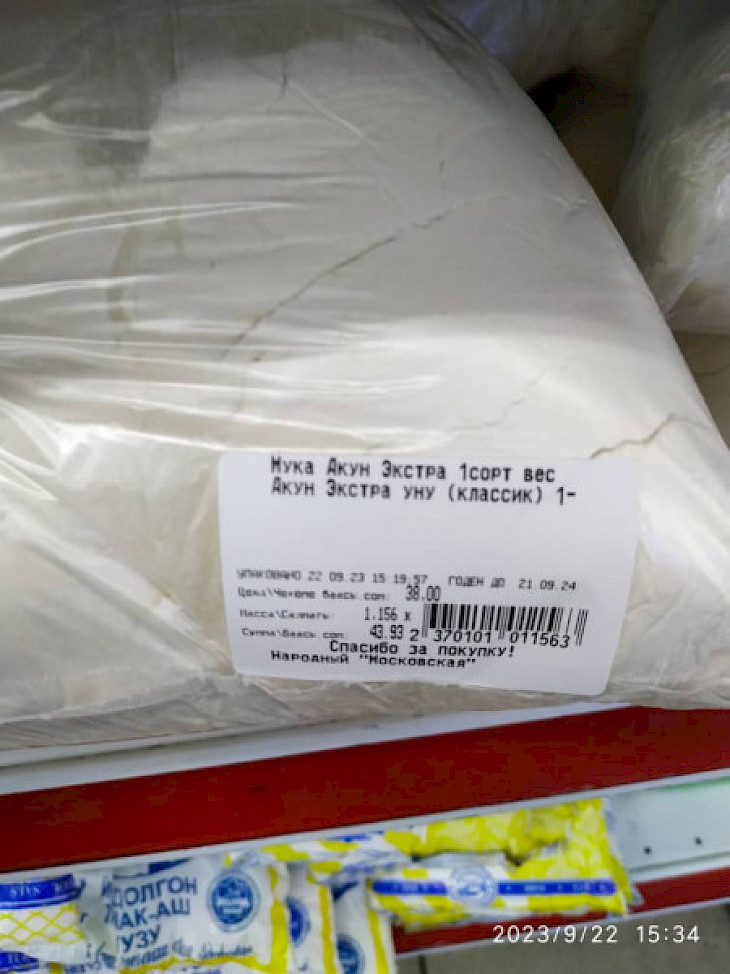 Мука Акун Экстра 1сорт вес
Акун Экстра уну (классик) 1-
УПАКОВАНО 22 09.23 15:19.57 ГОДЕН ДО 21.09.24
Цена\Чекене баасы сом: 38.00
Масса\Салмагы: 1.156 х
Сумма\баасы сом: 43.93
2 370101 011563
Спасибо за покупку!
Народный "Московская"
ДОЛГОН
ТУЗУ
2023/9/22 15:34